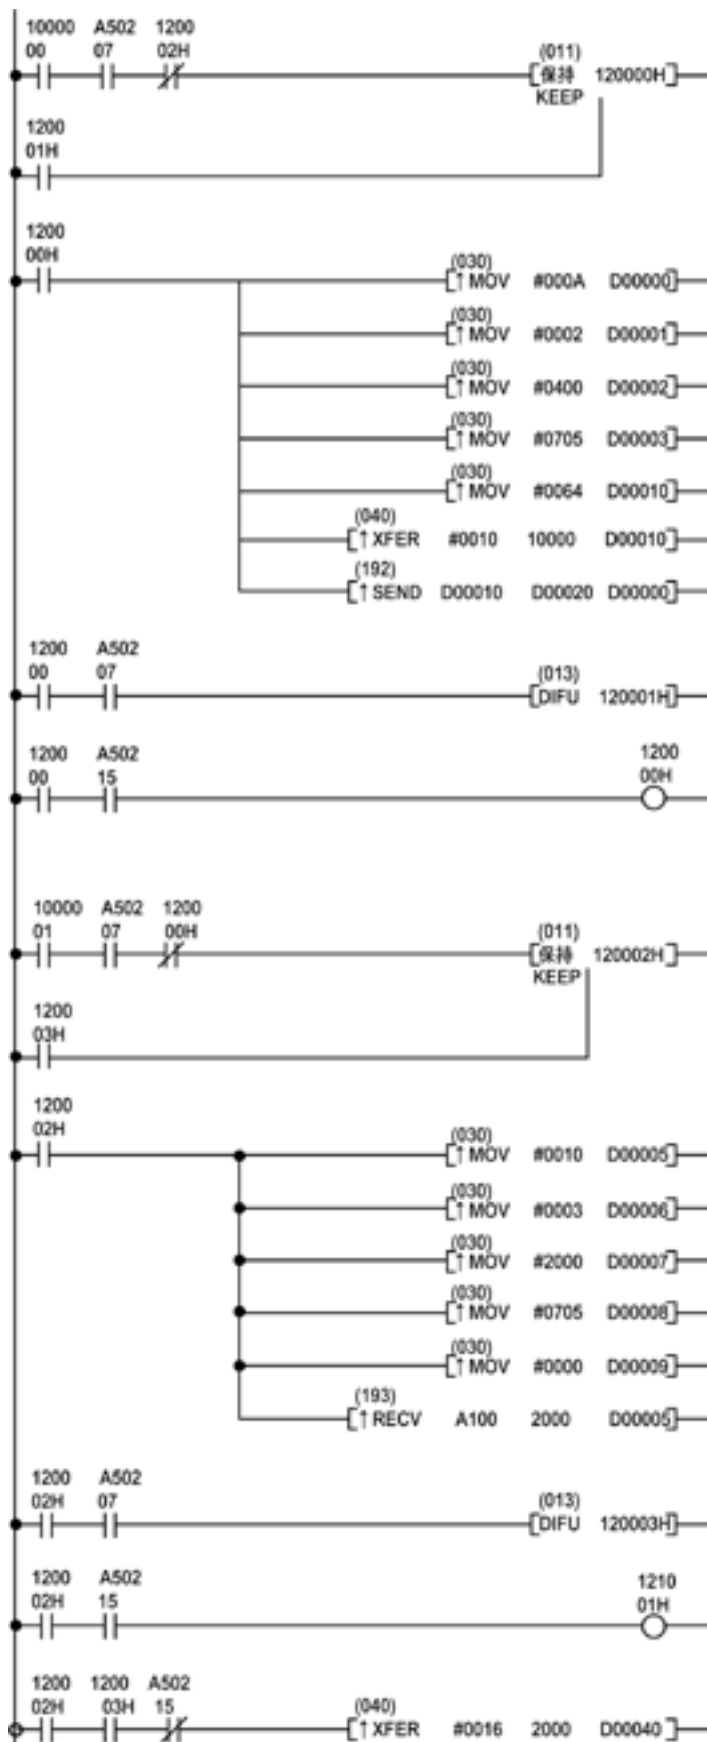 10000 A502 1200
00 07 02H
(011)
[保持 120000H]
KEEP
1200
01H
1200
00H
(030)
[↑MOV #000A D00000]
(030)
[↑MOV #0002 D00001]
(030)
[↑MOV #0400 D00002]
(030)
[↑MOV #0705 D00003]
(030)
[↑MOV #0064 D00010]
(040)
[↑XFER #0010 10000 D00010]
(192)
[↑SEND D00010 D00020 D00000]
1200 A502
00 07
(013)
[DIFU 120001H]
1200 A502
00 15
1200
00H
10000 A502 1200
01 07 00H
(011)
[保持 120002H]
KEEP
1200
03H
1200
02H
(030)
[↑MOV #0010 D00005]
(030)
[↑MOV #0003 D00006]
(030)
[↑MOV #2000 D00007]
(030)
[↑MOV #0705 D00008]
(030)
[↑MOV #0000 D00009]
(193)
[↑RECV A100 2000 D00005]
1200 A502
02H 07
(013)
[DIFU 120003H]
1200 A502
02H 15
1210
01H
1200 1200 A502
02H 03H 15
(040)
[↑XFER #0016 2000 D00040]